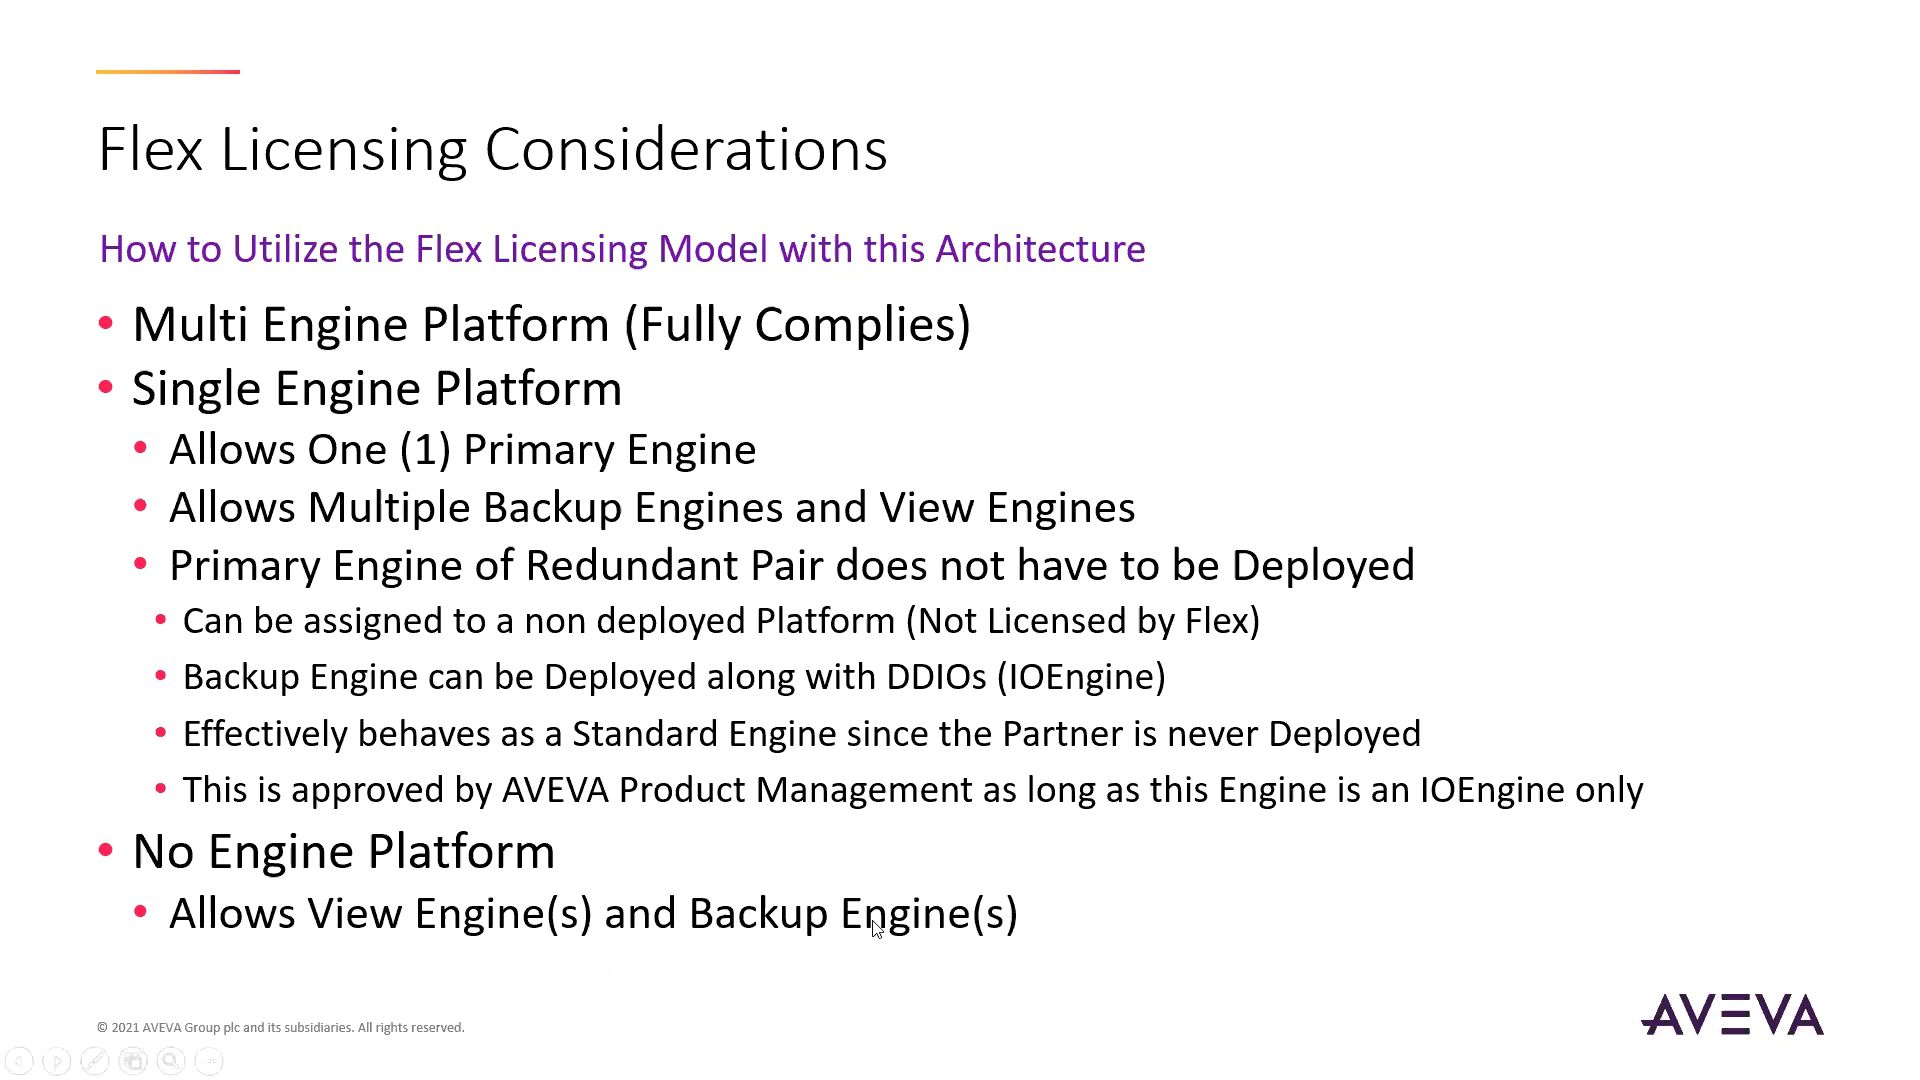 Flex Licensing Considerations
How to Utilize the Flex Licensing Model with this Architecture
• Multi Engine Platform (Fully Complies)
• Single Engine Platform
• Allows One (1) Primary Engine
• Allows Multiple Backup Engines and View Engines
• Primary Engine of Redundant Pair does not have to be Deployed
• Can be assigned to a non deployed Platform (Not Licensed by Flex)
• Backup Engine can be Deployed along with DDIOs (IOEngine)
• Effectively behaves as a Standard Engine since the Partner is never Deployed
• This is approved by AVEVA Product Management as long as this Engine is an IOEngine only
• No Engine Platform
• Allows View Engine(s) and Backup Engine(s)
© 2021 AVEVA Group plc and its subsidiaries. All rights reserved.
AVEVA